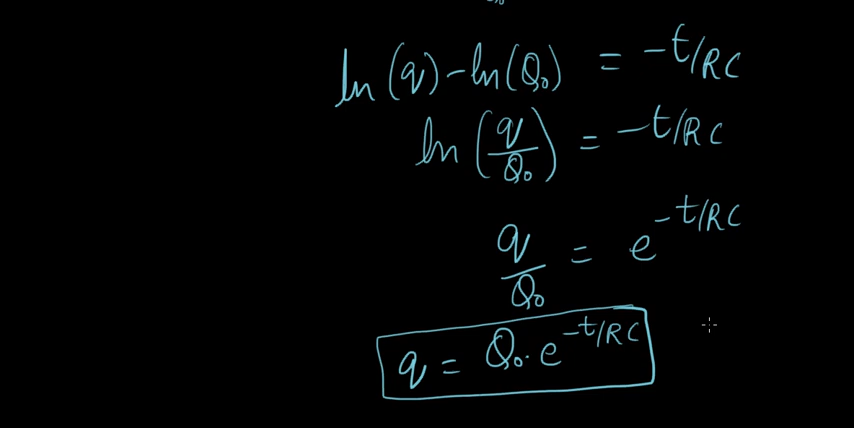 ln(q) - ln(Q₀) = -t/RC
ln(q/Q₀) = -t/RC
q/Q₀ = e^(-t/RC)
q = Q₀ · e^(-t/RC)